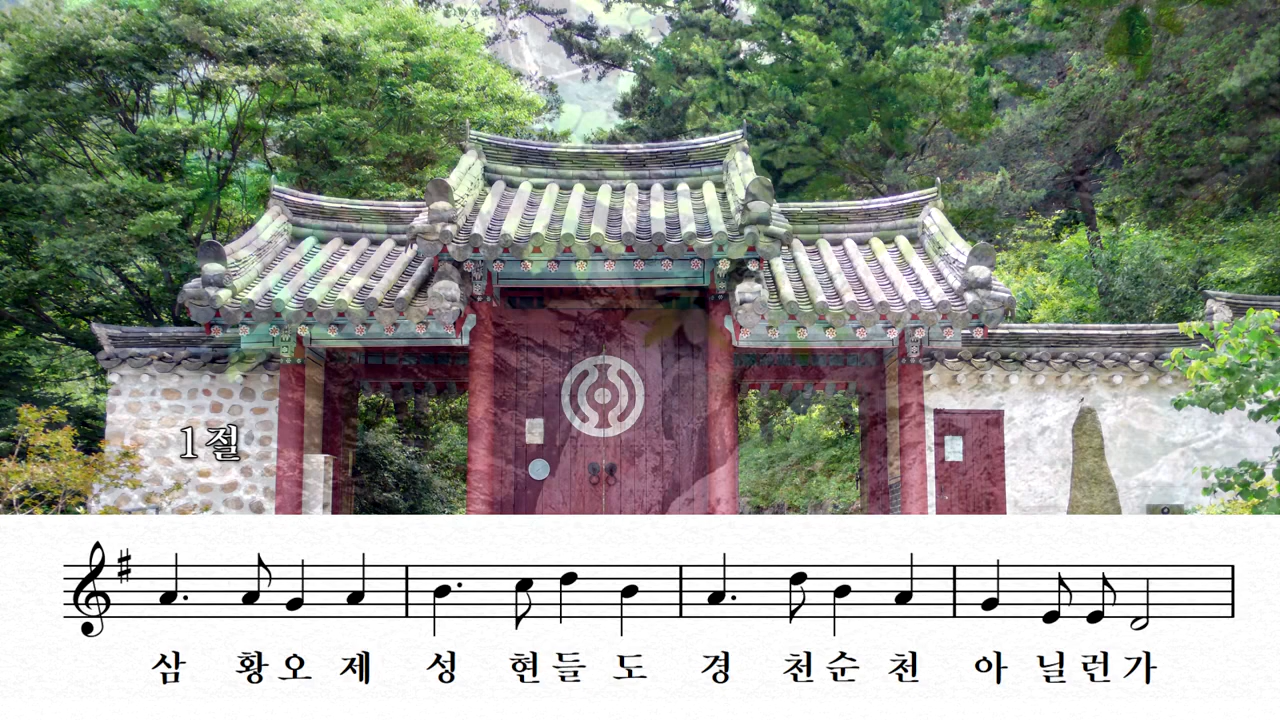 1절
삼 황 오 제 성 현 들 도 경 천 순 천 아 닐 런 가